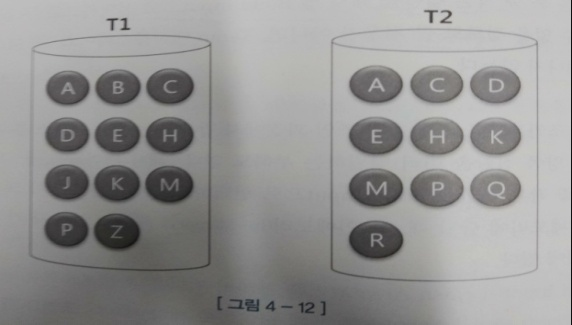 T1
T2
A B C
D E H
J K M
P Z
A C D
E H K
M P Q
R
[ 그림 4 - 12 ]